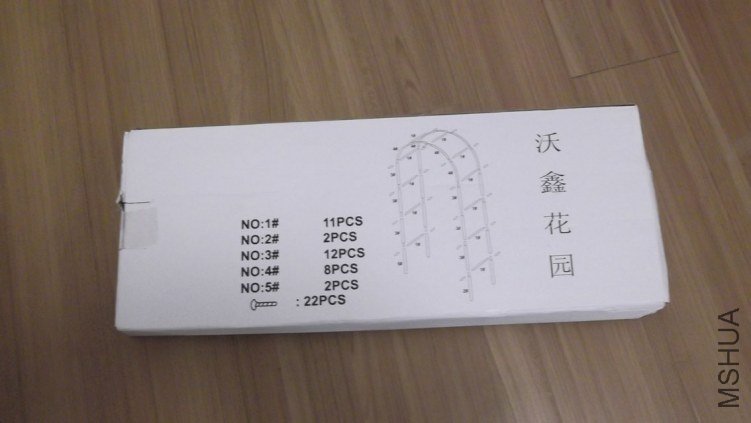 NO:1# 11PCS
NO:2# 2PCS
NO:3# 12PCS
NO:4# 8PCS
NO:5# 2PCS
: 22PCS
沃
鑫
花
园
MSHUA